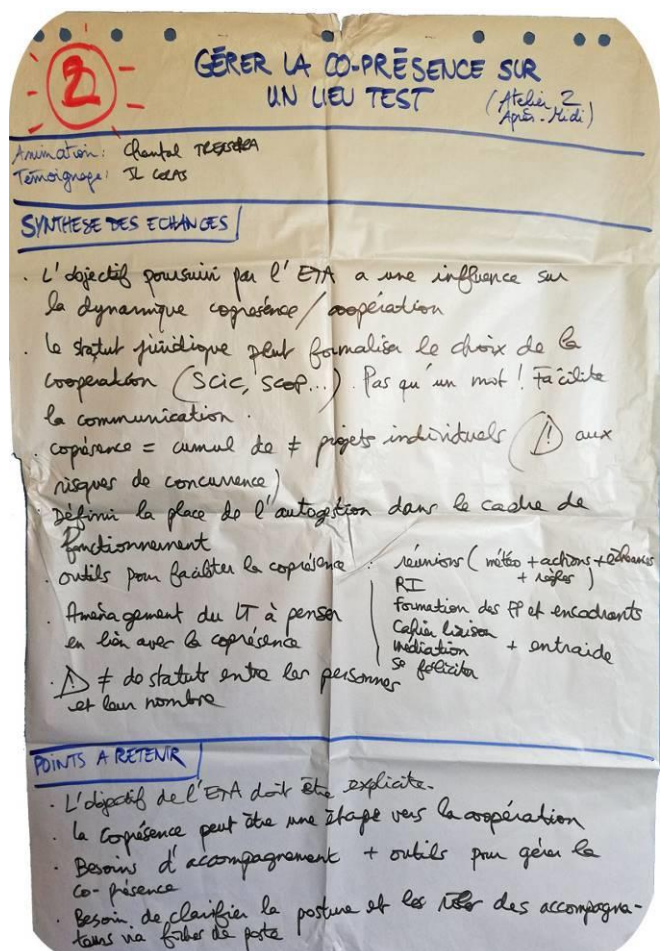 2
GÉRER LA CO-PRÉSENCE SUR
UN LIEU TEST (Atelier 2
Après-Midi)
Animation: Chantal
Témoignage: JL COLAS
SYNTHESE DES ECHANGES
. L'objectif poursuivi par l'ETA a une influence sur
la dynamique coprésence / coopération
. le statut juridique peut formaliser le choix de la
coopération (SCIC, SCOP...). Pas qu'un mot ! Facilite
la communication.
. coprésence = cumul de ≠ projets individuels (⚠ aux
risques de concurrence)
. Définir la place de l'autogestion dans le cadre de
fonctionnement
. outils pour faciliter la coprésence : réunions (météo + actions + échéances
+ règles)
RI
Formation des PP et encadrants
Cahier liaison
médiation + entraide
se féliciter
. Aménagement du LT à penser
en lien avec la coprésence
. ⚠ ≠ de statuts entre les personnes
et leur nombre
POINTS A RETENIR
. L'objectif de l'ETA doit être explicite.
. la coprésence peut être une étape vers la coopération
. Besoins d'accompagnement + outils pour gérer la
co-présence
. Besoin de clarifier la posture et les rôles des accompagna-
teurs via fiches de poste